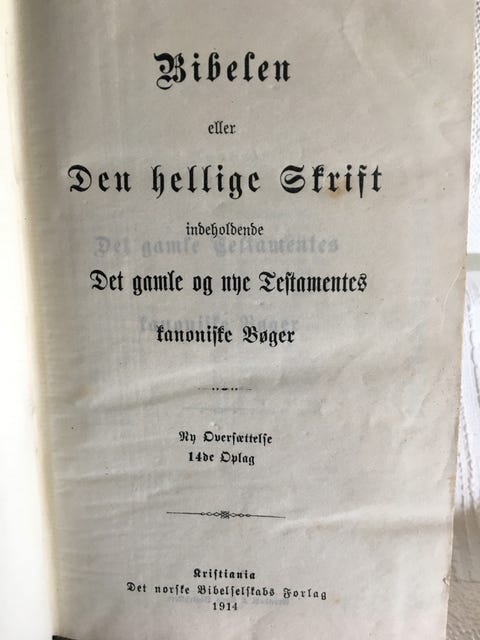 Bibelen
eller
Den hellige Skrift
indeholdende
Det gamle og nye Testamentes
kanoniske Bøger
Ny Oversættelse
14de Oplag
Kristiania
Det norske Bibelselskabs Forlag
1914